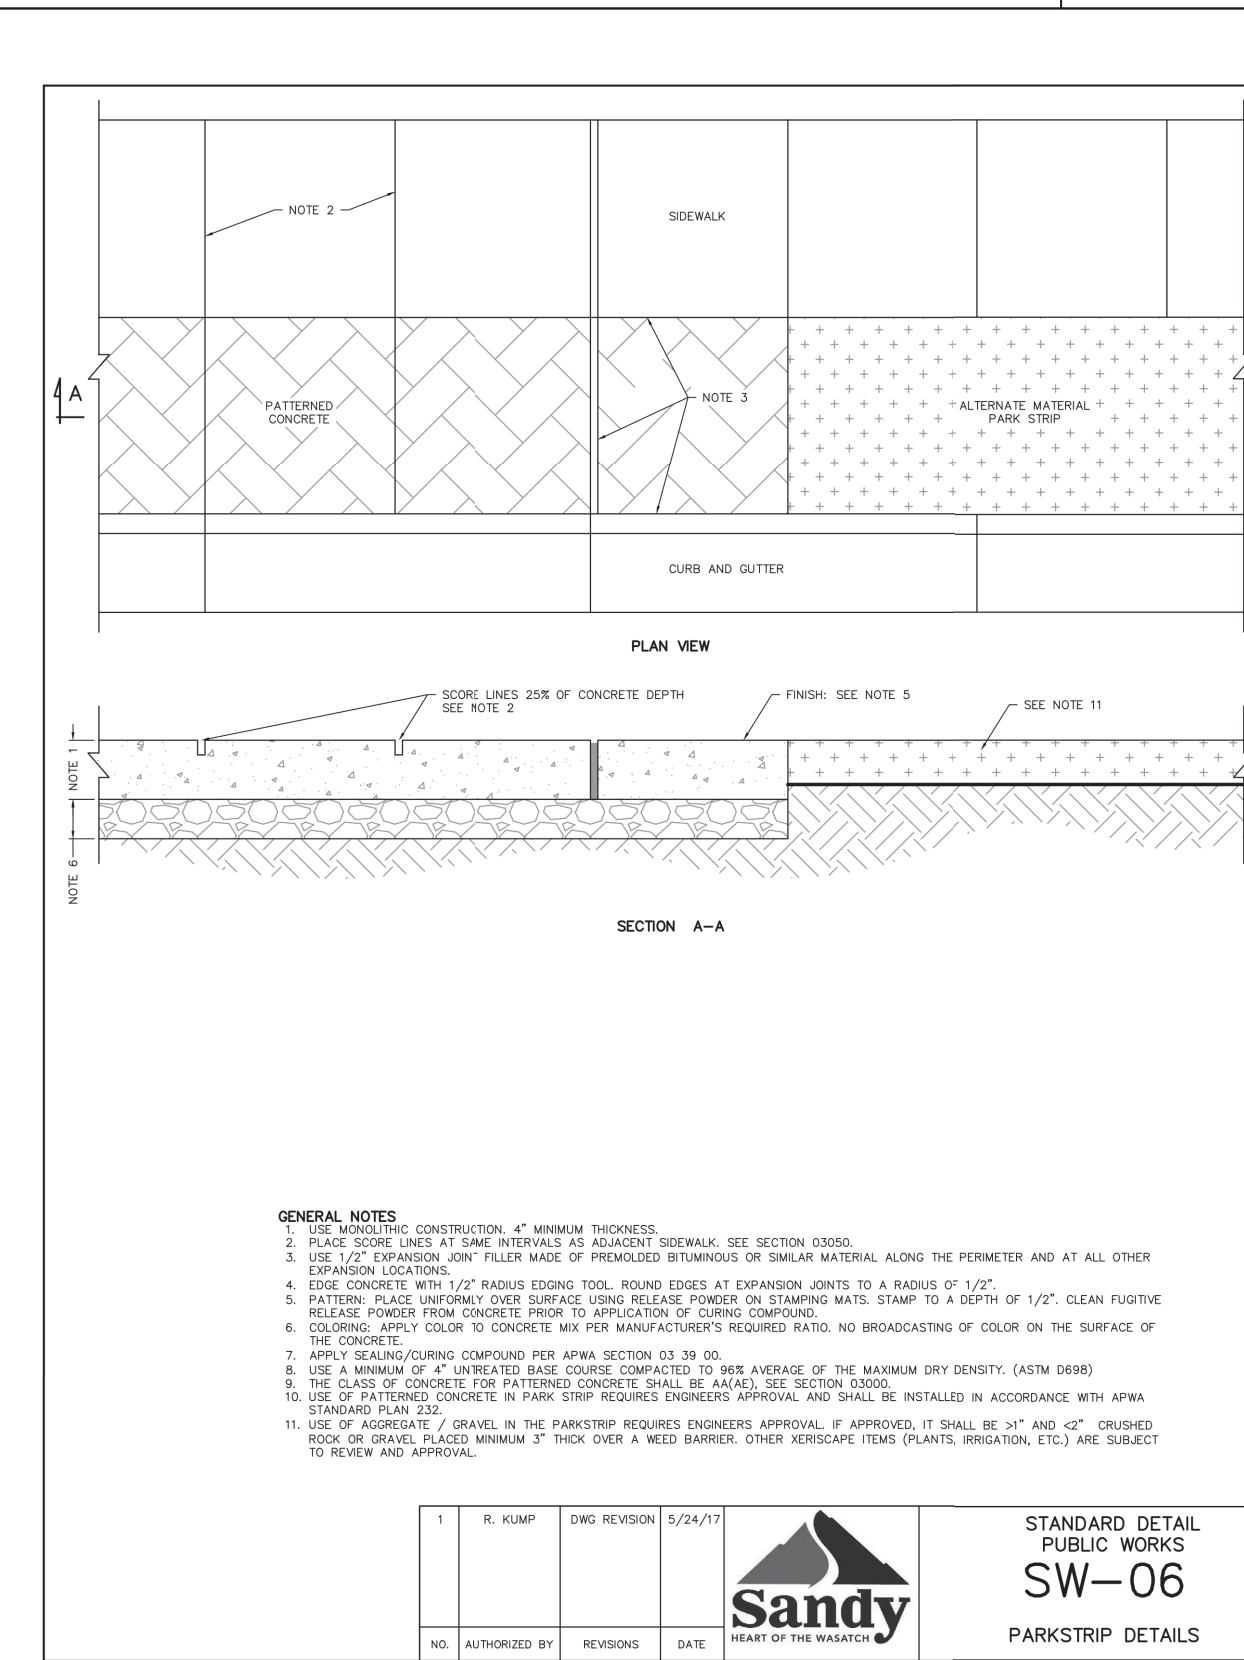 NOTE 2
SIDEWALK
A
PATTERNED
CONCRETE
NOTE 3
ALTERNATE MATERIAL
PARK STRIP
CURB AND GUTTER
PLAN VIEW
SCORE LINES 25% OF CONCRETE DEPTH
SEE NOTE 2
FINISH: SEE NOTE 5
SEE NOTE 11
NOTE 1
NOTE 6
SECTION A-A
GENERAL NOTES
1. USE MONOLITHIC CONSTRUCTION. 4" MINIMUM THICKNESS.
2. PLACE SCORE LINES AT SAME INTERVALS AS ADJACENT SIDEWALK. SEE SECTION 03050.
3. USE 1/2" EXPANSION JOINT FILLER MADE OF PREMOLDED BITUMINOUS OR SIMILAR MATERIAL ALONG THE PERIMETER AND AT ALL OTHER
EXPANSION LOCATIONS.
4. EDGE CONCRETE WITH 1/2" RADIUS EDGING TOOL. ROUND EDGES AT EXPANSION JOINTS TO A RADIUS OF 1/2".
5. PATTERN: PLACE UNIFORMLY OVER SURFACE USING RELEASE POWDER ON STAMPING MATS. STAMP TO A DEPTH OF 1/2". CLEAN FUGITIVE
RELEASE POWDER FROM CONCRETE PRIOR TO APPLICATION OF CURING COMPOUND.
6. COLORING: APPLY COLOR TO CONCRETE MIX PER MANUFACTURER'S REQUIRED RATIO. NO BROADCASTING OF COLOR ON THE SURFACE OF
THE CONCRETE.
7. APPLY SEALING/CURING COMPOUND PER APWA SECTION 03 39 00.
8. USE A MINIMUM OF 4" UNTREATED BASE COURSE COMPACTED TO 96% AVERAGE OF THE MAXIMUM DRY DENSITY. (ASTM D698)
9. THE CLASS OF CONCRETE FOR PATTERNED CONCRETE SHALL BE AA(AE), SEE SECTION 03000.
10. USE OF PATTERNED CONCRETE IN PARK STRIP REQUIRES ENGINEERS APPROVAL AND SHALL BE INSTALLED IN ACCORDANCE WITH APWA
STANDARD PLAN 232.
11. USE OF AGGREGATE / GRAVEL IN THE PARKSTRIP REQUIRES ENGINEERS APPROVAL. IF APPROVED, IT SHALL BE >1" AND <2" CRUSHED
ROCK OR GRAVEL PLACED MINIMUM 3" THICK OVER A WEED BARRIER. OTHER XERISCAPE ITEMS (PLANTS, IRRIGATION, ETC.) ARE SUBJECT
TO REVIEW AND APPROVAL.
1 R. KUMP DWG REVISION 5/24/17
NO. AUTHORIZED BY REVISIONS DATE
Sandy
HEART OF THE WASATCH
STANDARD DETAIL
PUBLIC WORKS
SW-06
PARKSTRIP DETAILS